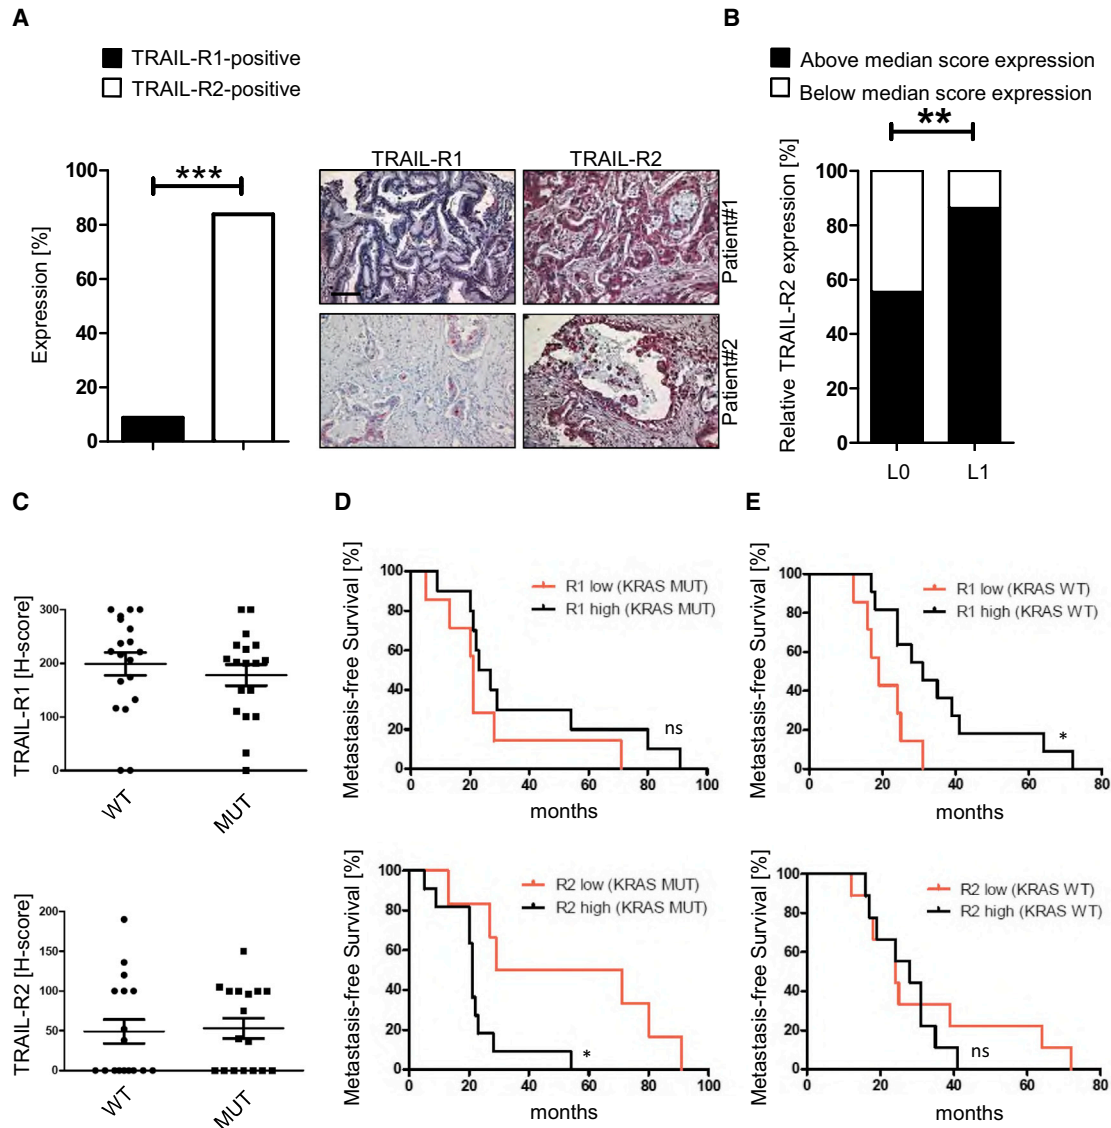 A
TRAIL-R1-positive
TRAIL-R2-positive
Expression [%]
100
80
60
40
20
0
***
TRAIL-R1
TRAIL-R2
Patient#1
Patient#2
B
Above median score expression
Below median score expression
**
Relative TRAIL-R2 expression [%]
100
80
60
40
20
0
L0
L1
C
TRAIL-R1 [H-score]
300
200
100
0
WT
MUT
TRAIL-R2 [H-score]
200
150
100
50
0
WT
MUT
D
Metastasis-free Survival [%]
100
80
60
40
20
0
R1 low (KRAS MUT)
R1 high (KRAS MUT)
ns
0 20 40 60 80 100
months
Metastasis-free Survival [%]
100
80
60
40
20
0
R2 low (KRAS MUT)
R2 high (KRAS MUT)
*
0 20 40 60 80 100
months
E
Metastasis-free Survival [%]
100
80
60
40
20
0
R1 low (KRAS WT)
R1 high (KRAS WT)
*
0 20 40 60 80
months
Metastasis-free Survival [%]
100
80
60
40
20
0
R2 low (KRAS WT)
R2 high (KRAS WT)
ns
0 20 40 60 80
months